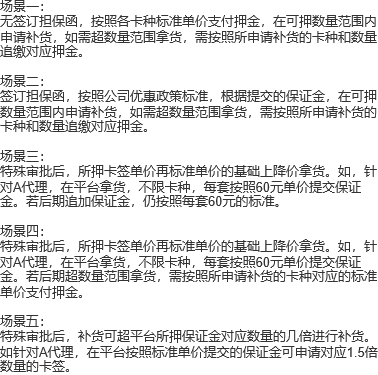 场景一：
无签订担保函，按照各卡种标准单价支付押金，在可押数量范围内
申请补货，如需超数量范围拿货，需按照所申请补货的卡种和数量
追缴对应押金。
场景二：
签订担保函，按照公司优惠政策标准，根据提交的保证金，在可押
数量范围内申请补货，如需超数量范围拿货，需按照所申请补货的
卡种和数量追缴对应押金。
场景三：
特殊审批后，所押卡签单价再标准单价的基础上降价拿货。如，针
对A代理，在平台拿货，不限卡种，每套按照60元单价提交保证
金。若后期追加保证金，仍按照每套60元的标准。
场景四：
特殊审批后，所押卡签单价再标准单价的基础上降价拿货。如，针
对A代理，在平台拿货，不限卡种，每套按照60元单价提交保证
金。若后期超数量范围拿货，需按照所申请补货的卡种对应的标准
单价支付押金。
场景五：
特殊审批后，补货可超平台所押保证金对应数量的几倍进行补货。
如针对A代理，在平台按照标准单价提交的保证金可申请对应1.5倍
数量的卡签。